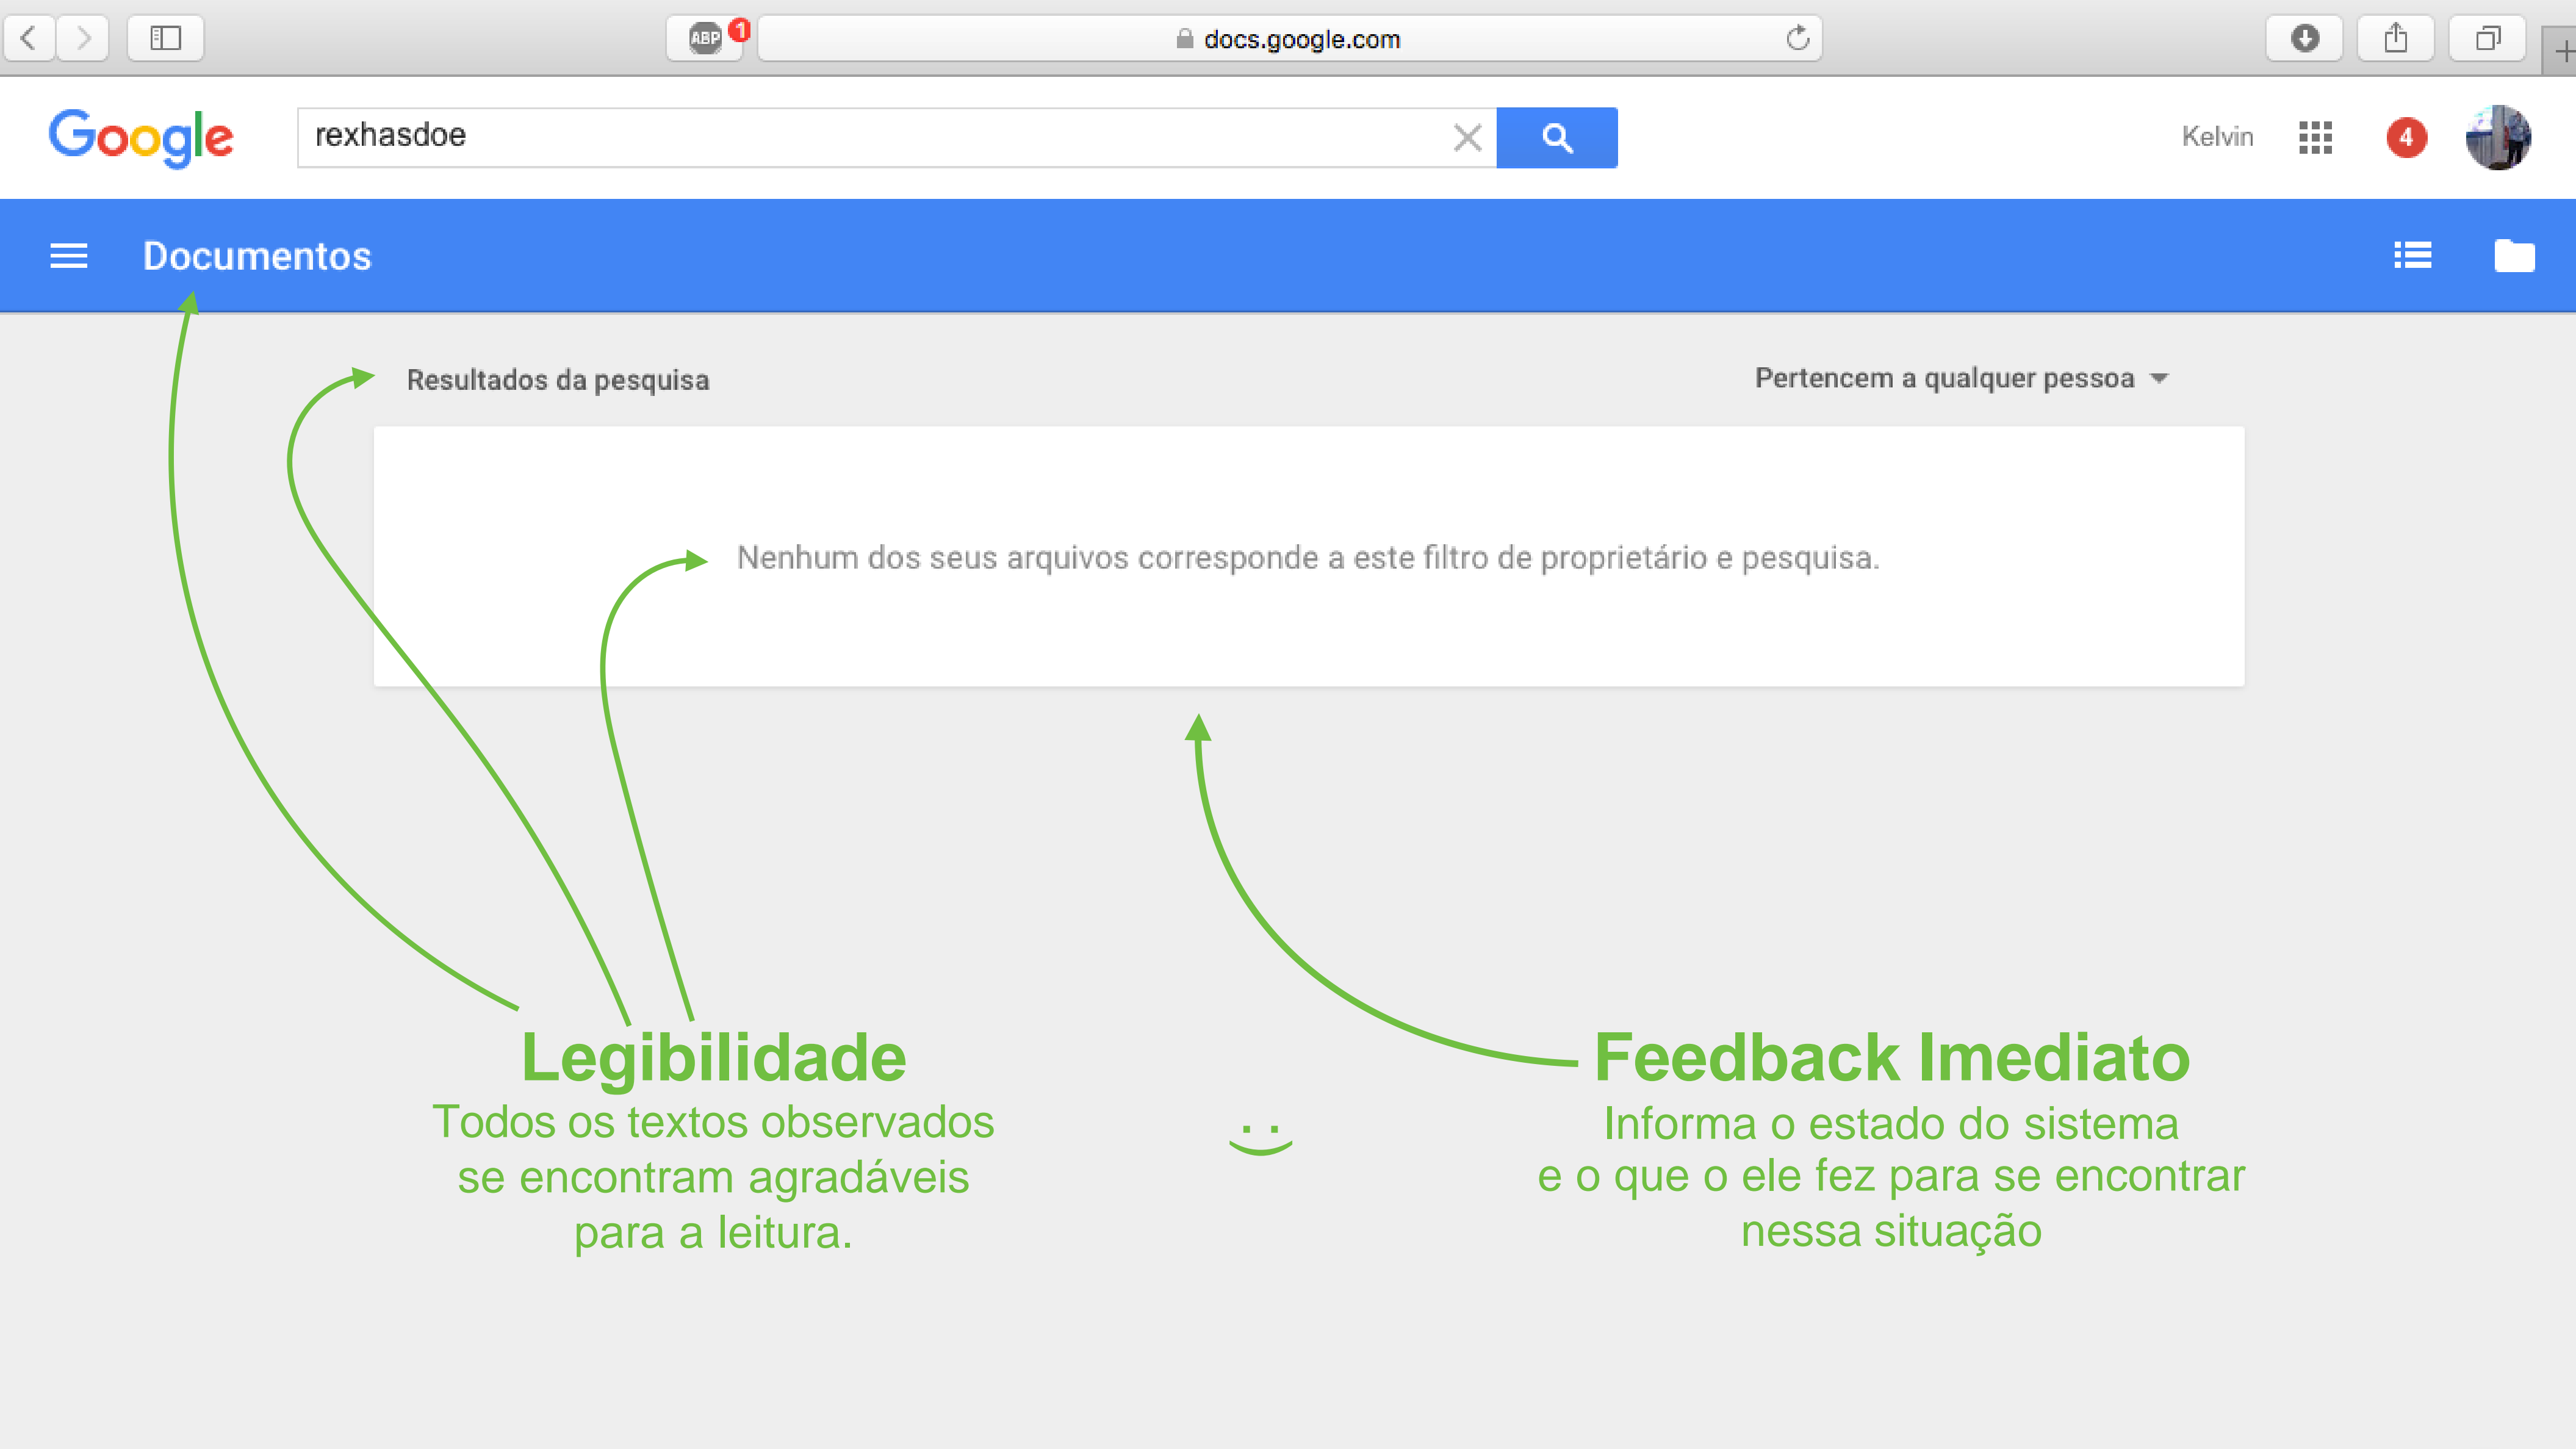 ABP 1
docs.google.com
Google
rexhasdoe
Kelvin
4
Documentos
Resultados da pesquisa
Pertencem a qualquer pessoa
Nenhum dos seus arquivos corresponde a este filtro de proprietário e pesquisa.
Legibilidade
Todos os textos observados
se encontram agradáveis
para a leitura.
:)
Feedback Imediato
Informa o estado do sistema
e o que o ele fez para se encontrar
nessa situação